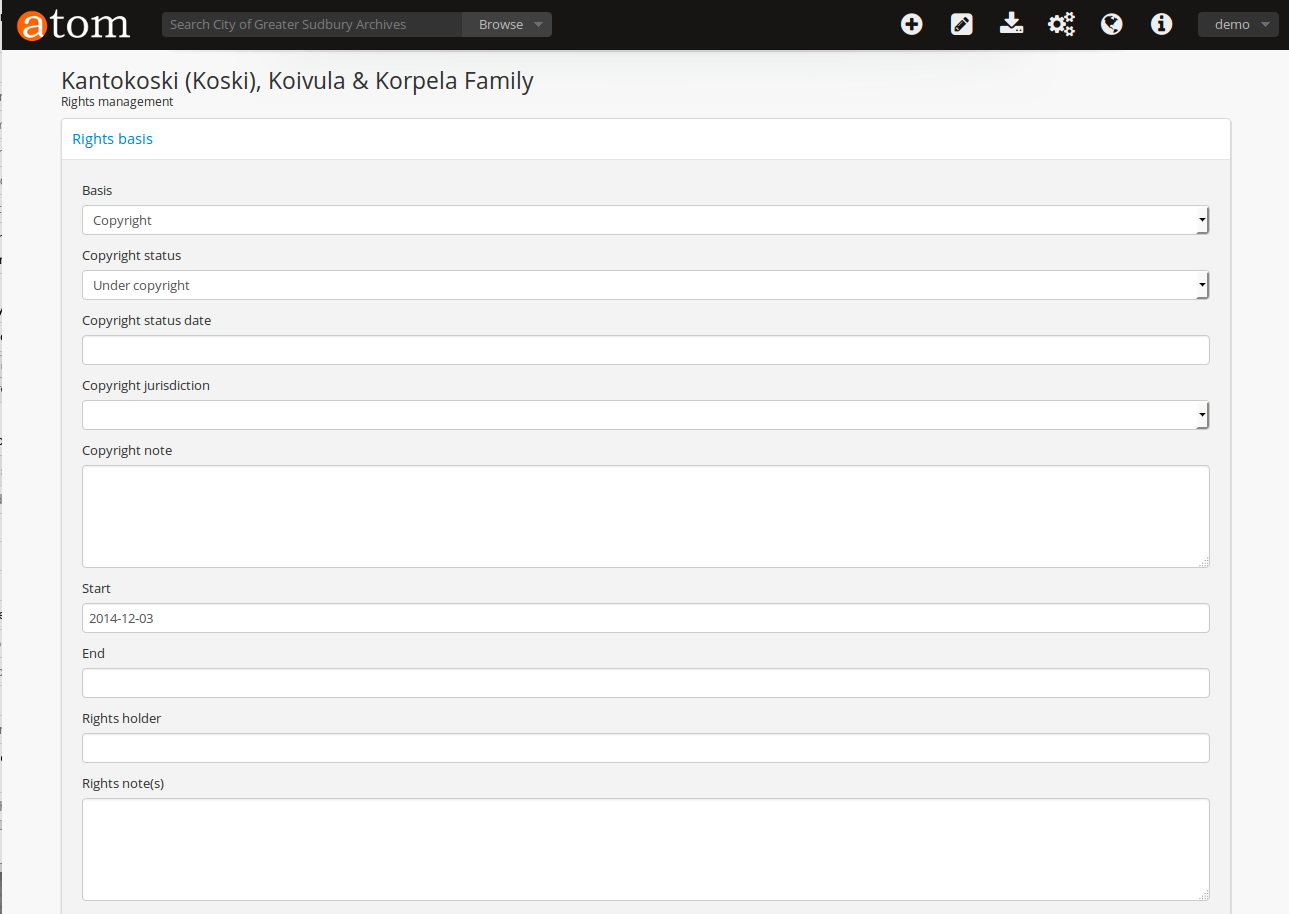 atom
Search City of Greater Sudbury Archives
Browse
demo
Kantokoski (Koski), Koivula & Korpela Family
Rights management
Rights basis
Basis
Copyright
Copyright status
Under copyright
Copyright status date
Copyright jurisdiction
Copyright note
Start
2014-12-03
End
Rights holder
Rights note(s)